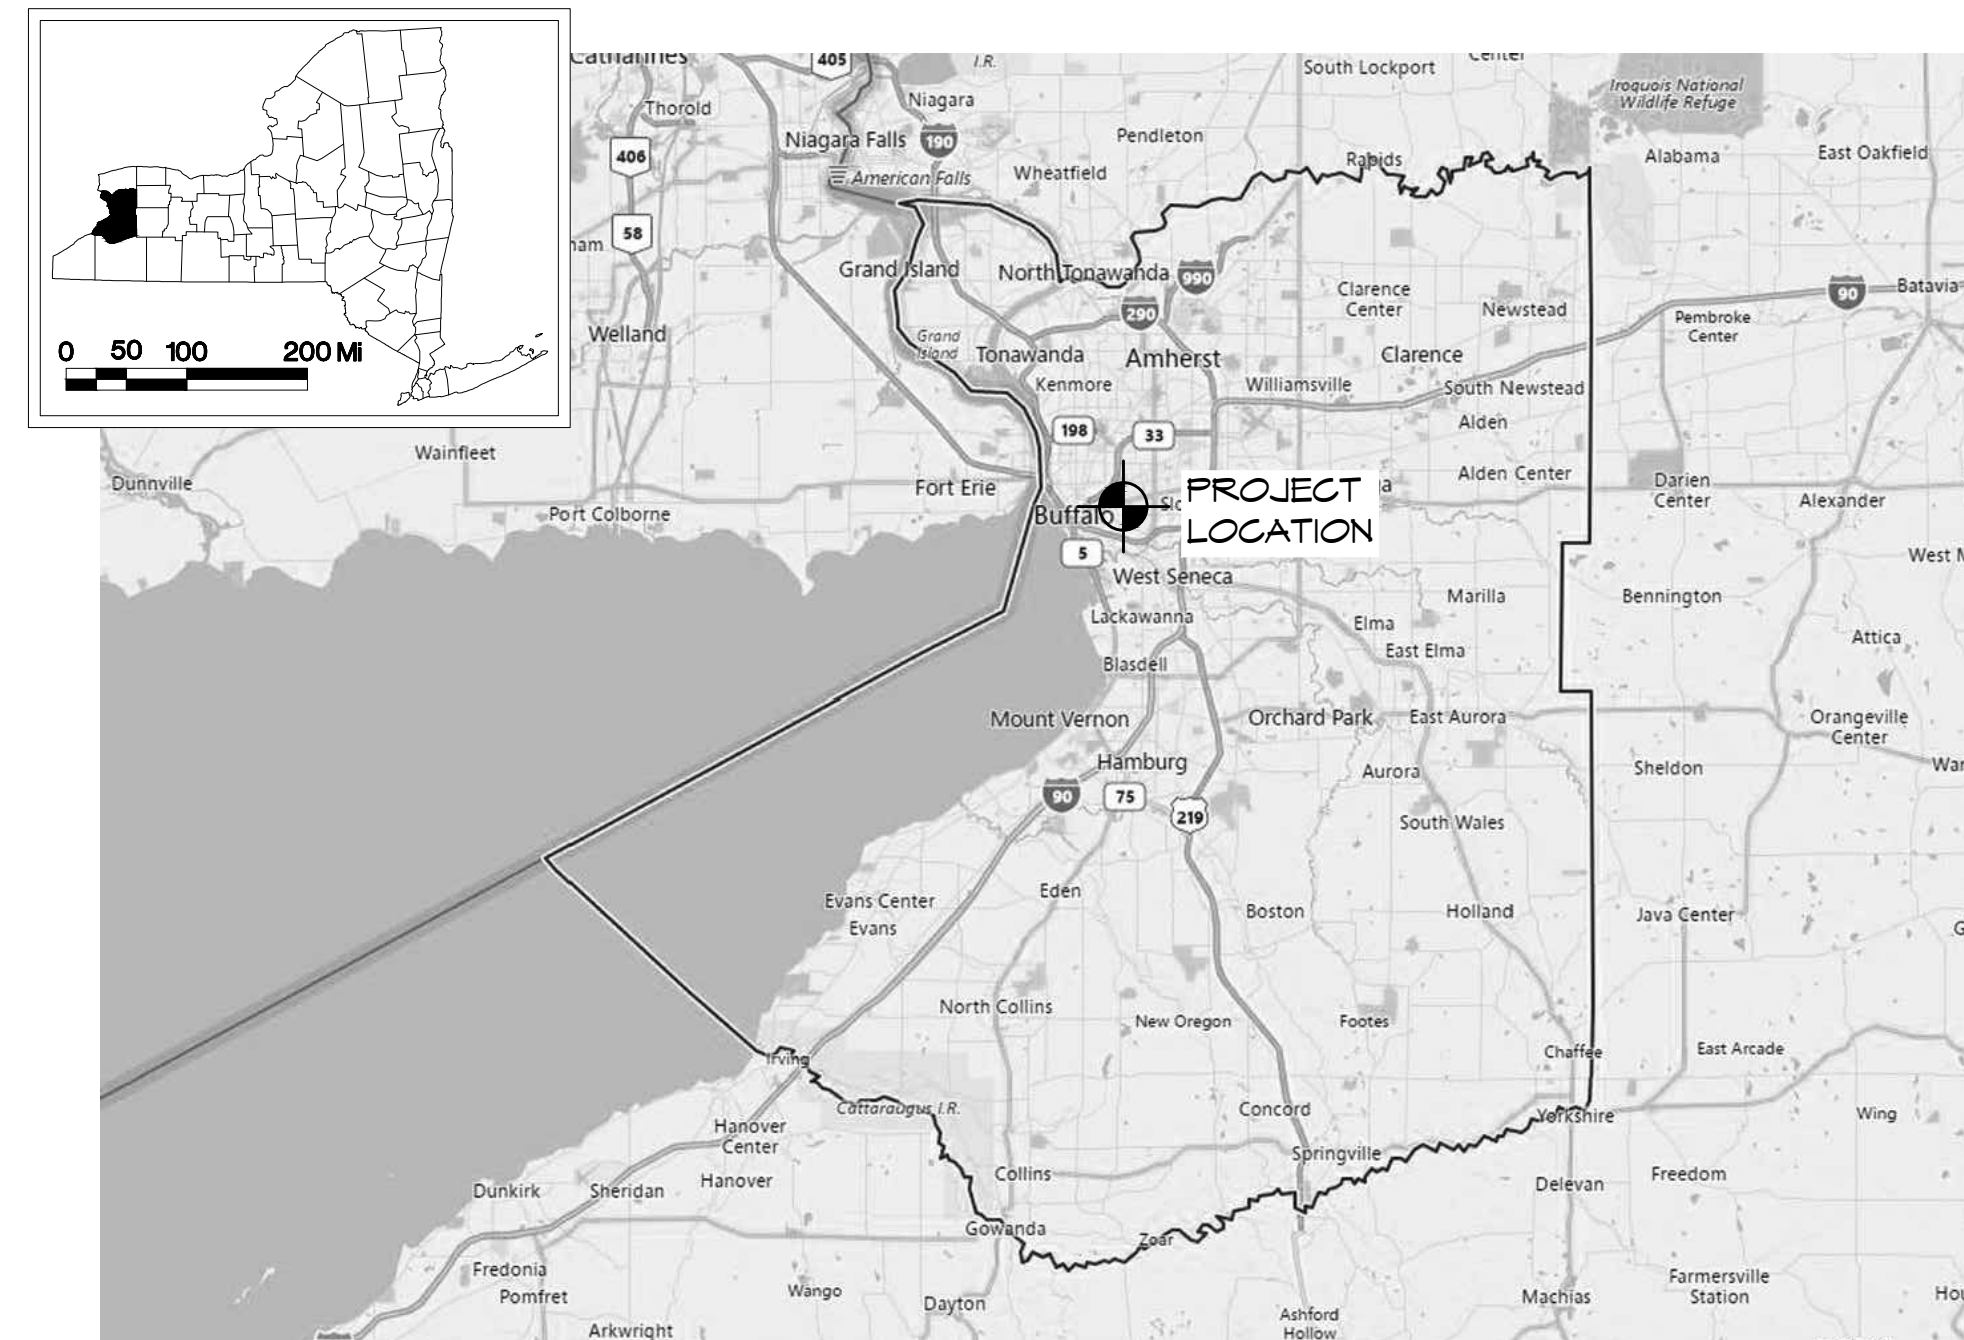 0 50 100 200 Mi
Catharines
405
I.R.
South Lockport
Center
Iroquois National
Wildlife Refuge
Thorold
Niagara
Niagara Falls
190
Pendleton
406
American Falls
Wheatfield
Rapids
Alabama
East Oakfield
58
Grand Island
North Tonawanda
990
290
Clarence
Center
Newstead
90
Batavia
Pembroke
Center
Welland
Grand
Island
Tonawanda
Amherst
Clarence
Kenmore
Williamsville
South Newstead
Alden
198
33
Wainfleet
Dunnville
Port Colborne
Fort Erie
Alden Center
Darien
Center
Alexander
Buffalo
PROJECT
LOCATION
5
West Seneca
Marilla
Bennington
Lackawanna
Elma
Attica
East Elma
Blasdell
Mount Vernon
Orchard Park
East Aurora
Orangeville
Center
Hamburg
Aurora
Sheldon
90
75
219
South Wales
Eden
Evans Center
Evans
Boston
Holland
Java Center
North Collins
New Oregon
Footes
Irving
Chaffee
East Arcade
Cattaraugus I.R.
Concord
Yorkshire
Wing
Hanover
Center
Springville
Collins
Hanover
Delevan
Freedom
Dunkirk
Sheridan
Gowanda
Zoar
Fredonia
Pomfret
Wango
Dayton
Machias
Farmersville
Station
Arkwright
Ashford
Hollow